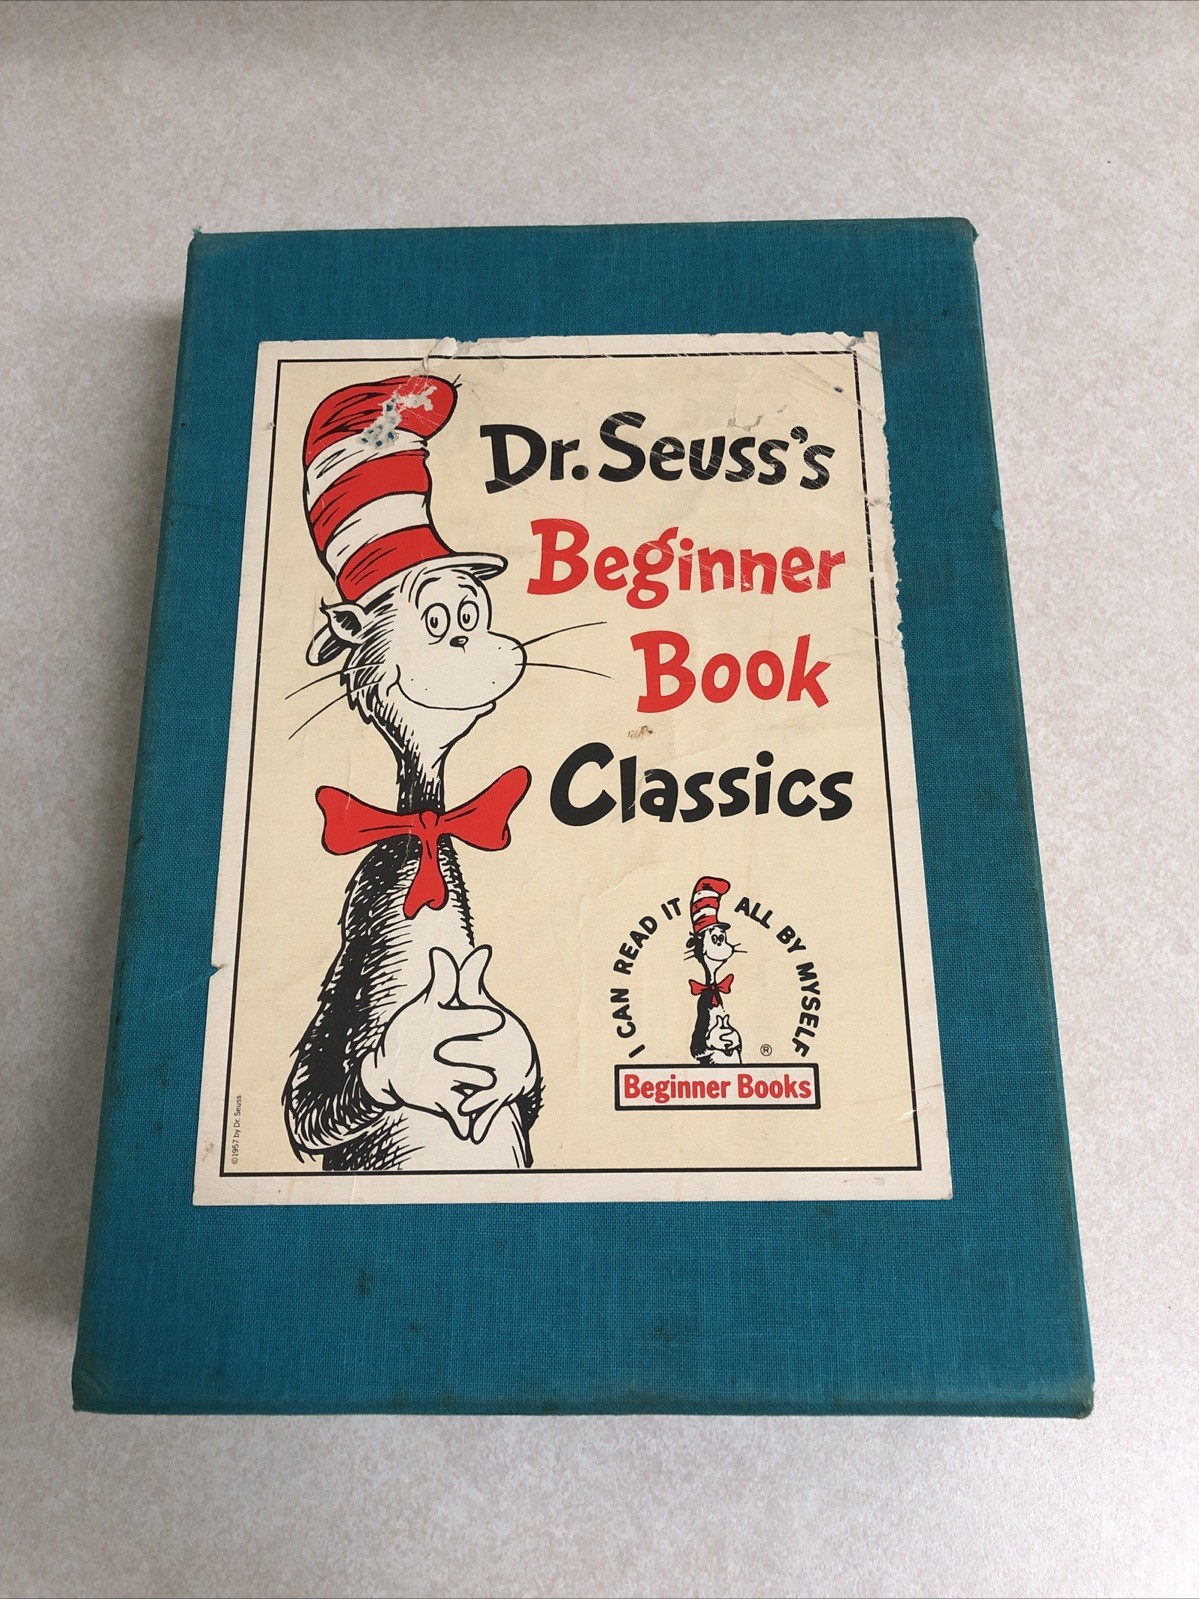 Dr. Seuss's
Beginner
Book
Classics
I CAN READ IT ALL BY MYSELF
®
Beginner Books
©1957 by Dr. Seuss